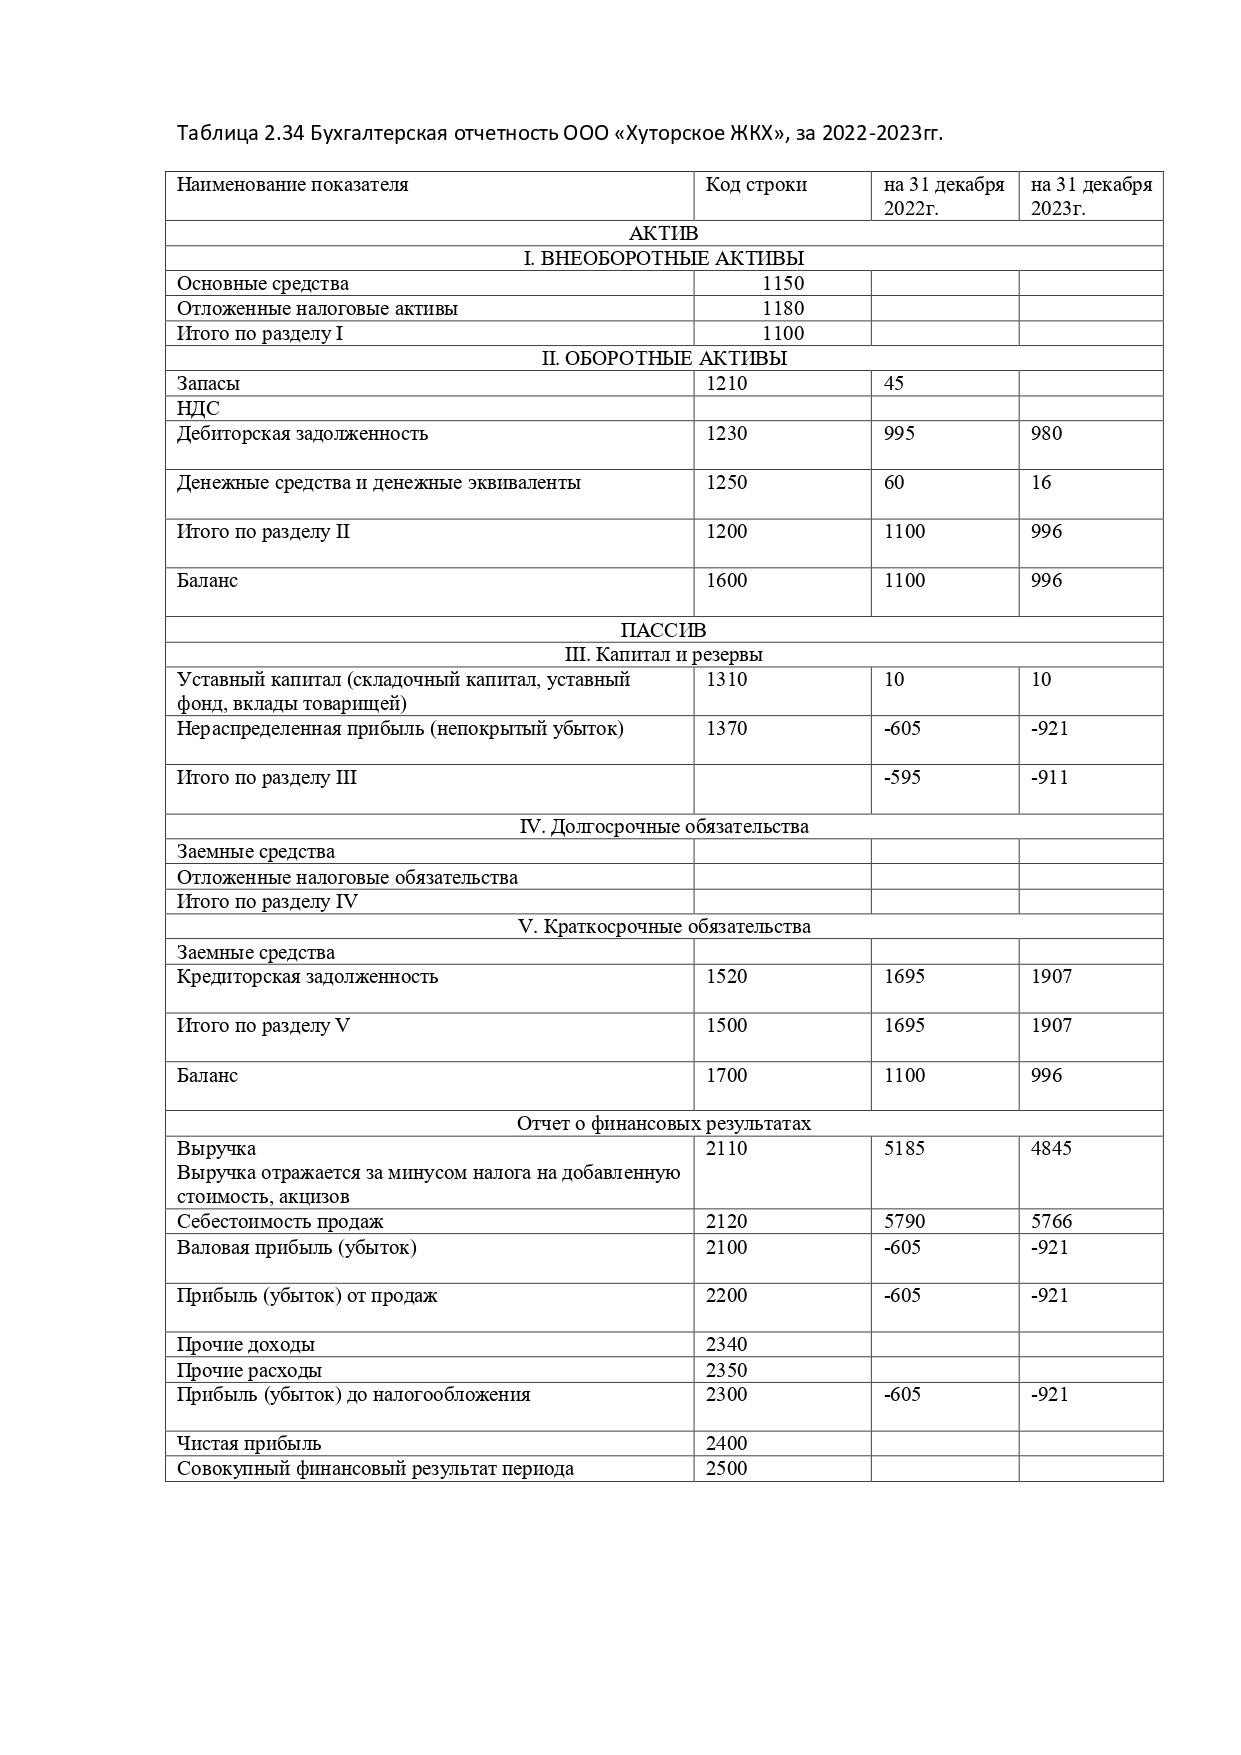 Таблица 2.34 Бухгалтерская отчетность ООО «Хуторское ЖКХ», за 2022-2023гг.
Наименование показателя Код строки на 31 декабря 2022г. на 31 декабря 2023г.
АКТИВ
I. ВНЕОБОРОТНЫЕ АКТИВЫ
Основные средства 1150
Отложенные налоговые активы 1180
Итого по разделу I 1100
II. ОБОРОТНЫЕ АКТИВЫ
Запасы 1210 45
НДС
Дебиторская задолженность 1230 995 980
Денежные средства и денежные эквиваленты 1250 60 16
Итого по разделу II 1200 1100 996
Баланс 1600 1100 996
ПАССИВ
III. Капитал и резервы
Уставный капитал (складочный капитал, уставный 1310 10 10
фонд, вклады товарищей)
Нераспределенная прибыль (непокрытый убыток) 1370 -605 -921
Итого по разделу III -595 -911
IV. Долгосрочные обязательства
Заемные средства
Отложенные налоговые обязательства
Итого по разделу IV
V. Краткосрочные обязательства
Заемные средства
Кредиторская задолженность 1520 1695 1907
Итого по разделу V 1500 1695 1907
Баланс 1700 1100 996
Отчет о финансовых результатах
Выручка 2110 5185 4845
Выручка отражается за минусом налога на добавленную
стоимость, акцизов
Себестоимость продаж 2120 5790 5766
Валовая прибыль (убыток) 2100 -605 -921
Прибыль (убыток) от продаж 2200 -605 -921
Прочие доходы 2340
Прочие расходы 2350
Прибыль (убыток) до налогообложения 2300 -605 -921
Чистая прибыль 2400
Совокупный финансовый результат периода 2500